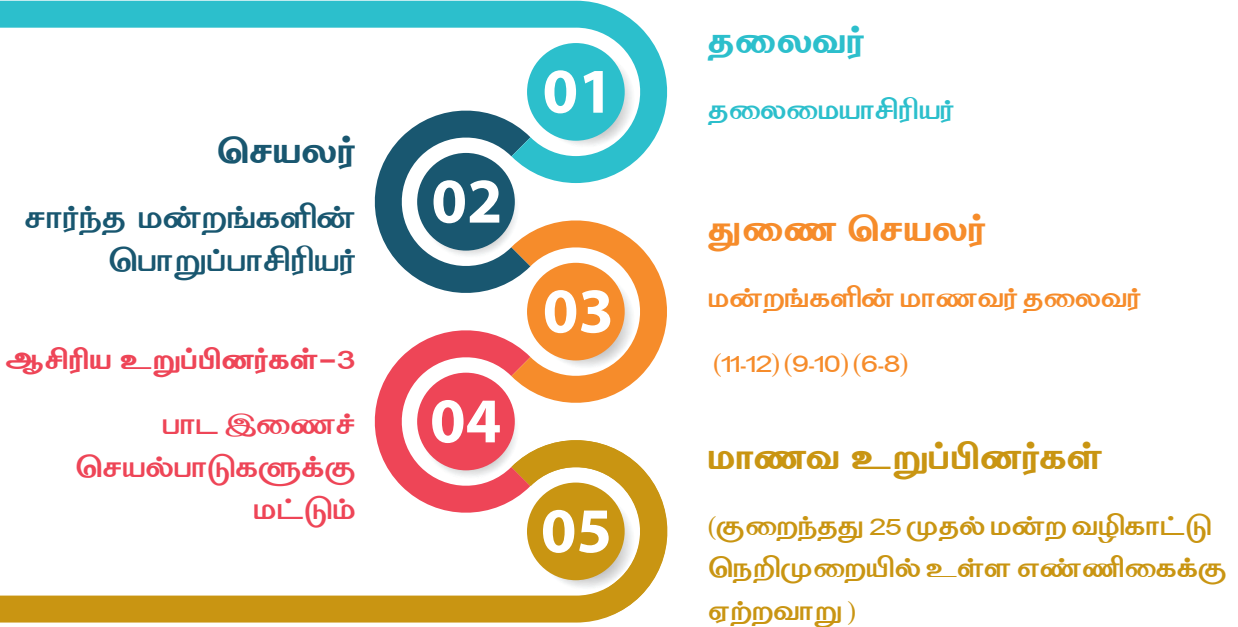 01
தலைவர்
தலைமையாசிரியர்
02
செயலர்
சார்ந்த மன்றங்களின்
பொறுப்பாசிரியர்
03
துணை செயலர்
மன்றங்களின் மாணவர் தலைவர்
(11-12) (9-10) (6-8)
04
ஆசிரிய உறுப்பினர்கள்-3
பாட இணைச்
செயல்பாடுகளுக்கு
மட்டும்
05
மாணவ உறுப்பினர்கள்
(குறைந்தது 25 முதல் மன்ற வழிகாட்டு
நெறிமுறையில் உள்ள எண்ணிகைக்கு
ஏற்றவாறு )